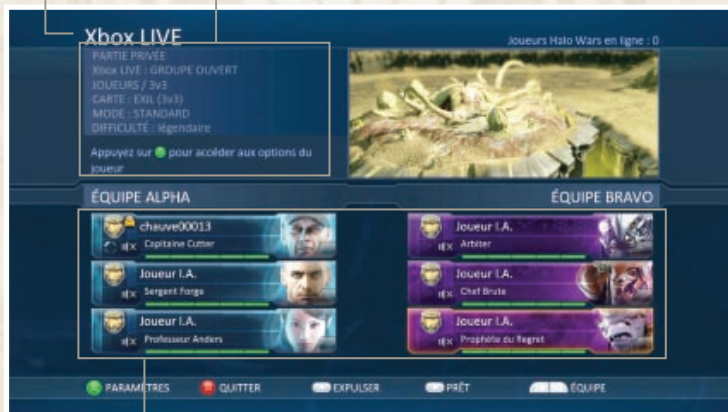 Xbox LIVE
Joueurs Halo Wars en ligne : 0
PARTIE PRIVÉE
Xbox LIVE : GROUPE OUVERT
JOUEURS / 3v3
CARTE : EXIL (3v3)
MODE : STANDARD
DIFFICULTÉ : légendaire
Appuyez sur pour accéder aux options du
joueur
ÉQUIPE ALPHA
ÉQUIPE BRAVO
chauve00013
Capitaine Cutter
Joueur I.A.
Sergent Forge
Joueur I.A.
Professeur Anders
Joueur I.A.
Arbiter
Joueur I.A.
Chef Brute
Joueur I.A.
Prophète du Regret
PARAMÈTRES QUITTER EXPULSER PRÊT ÉQUIPE